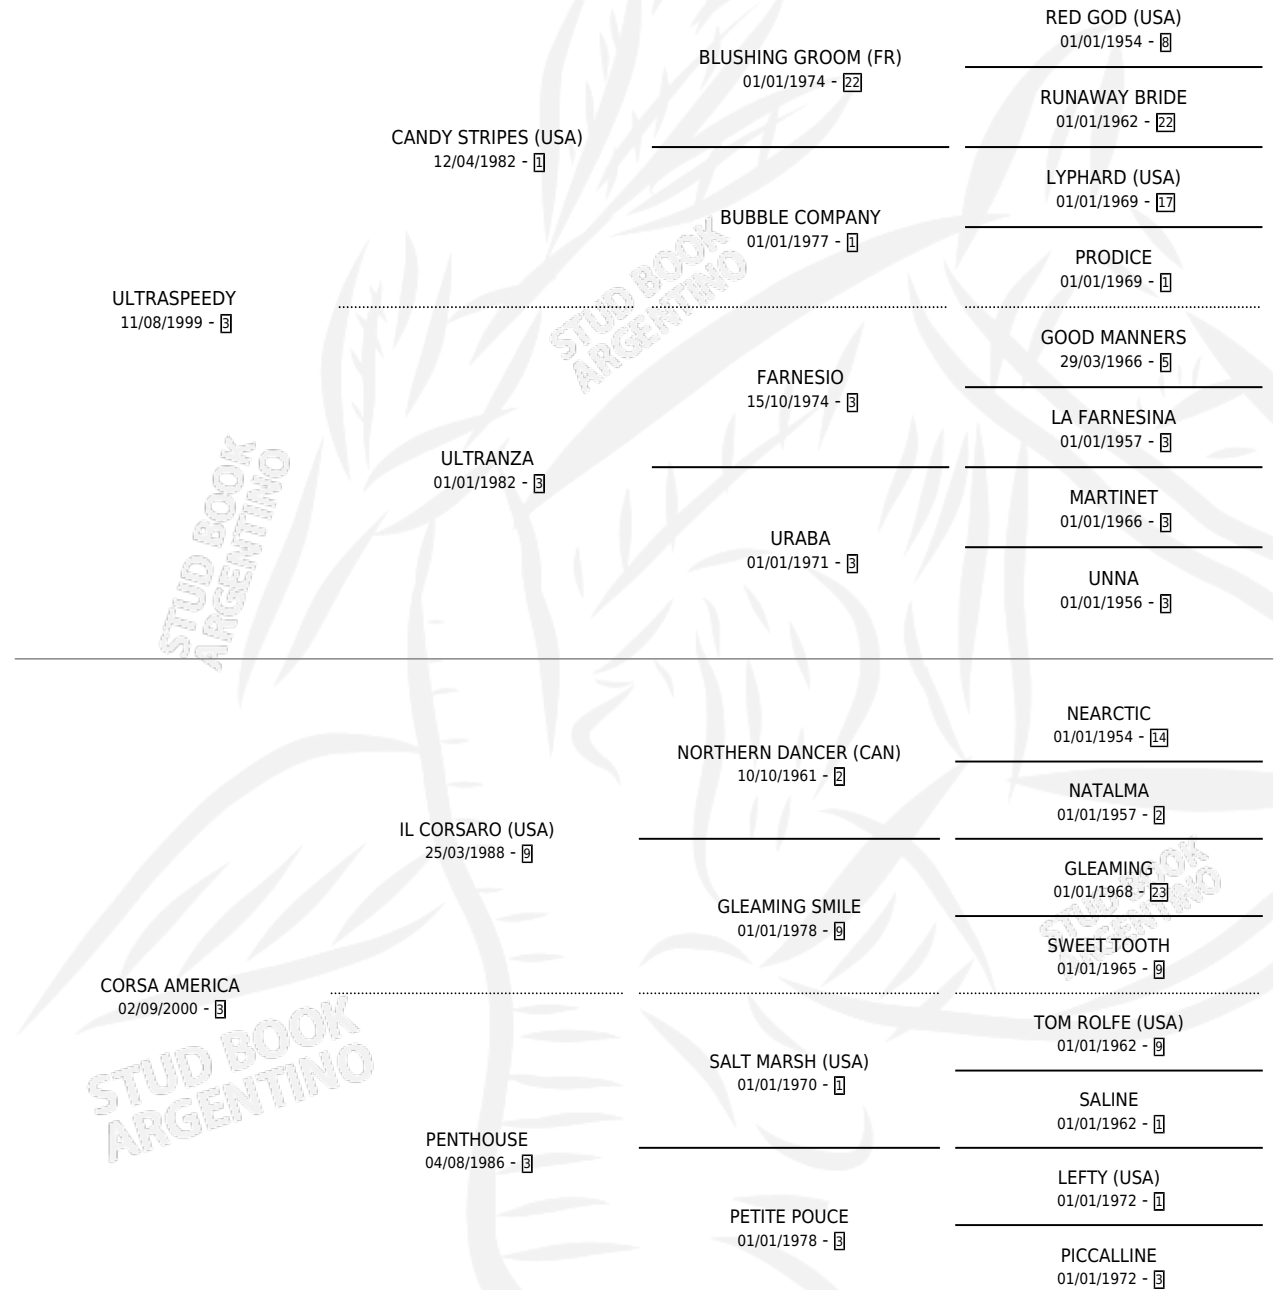 RED GOD (USA)
01/01/1954 - 8
BLUSHING GROOM (FR)
01/01/1974 - 22
RUNAWAY BRIDE
01/01/1962 - 22
CANDY STRIPES (USA)
12/04/1982 - 1
LYPHARD (USA)
01/01/1969 - 17
BUBBLE COMPANY
01/01/1977 - 1
PRODICE
01/01/1969 - 1
ULTRASPEEDY
11/08/1999 - 3
STUD BOOK
ARGENTINO
GOOD MANNERS
29/03/1966 - 5
FARNESIO
15/10/1974 - 3
LA FARNESINA
01/01/1957 - 3
ULTRANZA
01/01/1982 - 3
MARTINET
01/01/1966 - 3
URABA
01/01/1971 - 3
UNNA
01/01/1956 - 3
STUD BOOK
ARGENTINO
NEARCTIC
01/01/1954 - 14
NORTHERN DANCER (CAN)
10/10/1961 - 2
NATALMA
01/01/1957 - 2
IL CORSARO (USA)
25/03/1988 - 9
GLEAMING
01/01/1968 - 23
GLEAMING SMILE
01/01/1978 - 9
STUD BOOK
ARGENTINO
SWEET TOOTH
01/01/1965 - 9
CORSA AMERICA
02/09/2000 - 3
TOM ROLFE (USA)
01/01/1962 - 9
STUD BOOK
ARGENTINO
SALT MARSH (USA)
01/01/1970 - 1
SALINE
01/01/1962 - 1
PENTHOUSE
04/08/1986 - 3
LEFTY (USA)
01/01/1972 - 1
PETITE POUCE
01/01/1978 - 3
PICCALLINE
01/01/1972 - 3